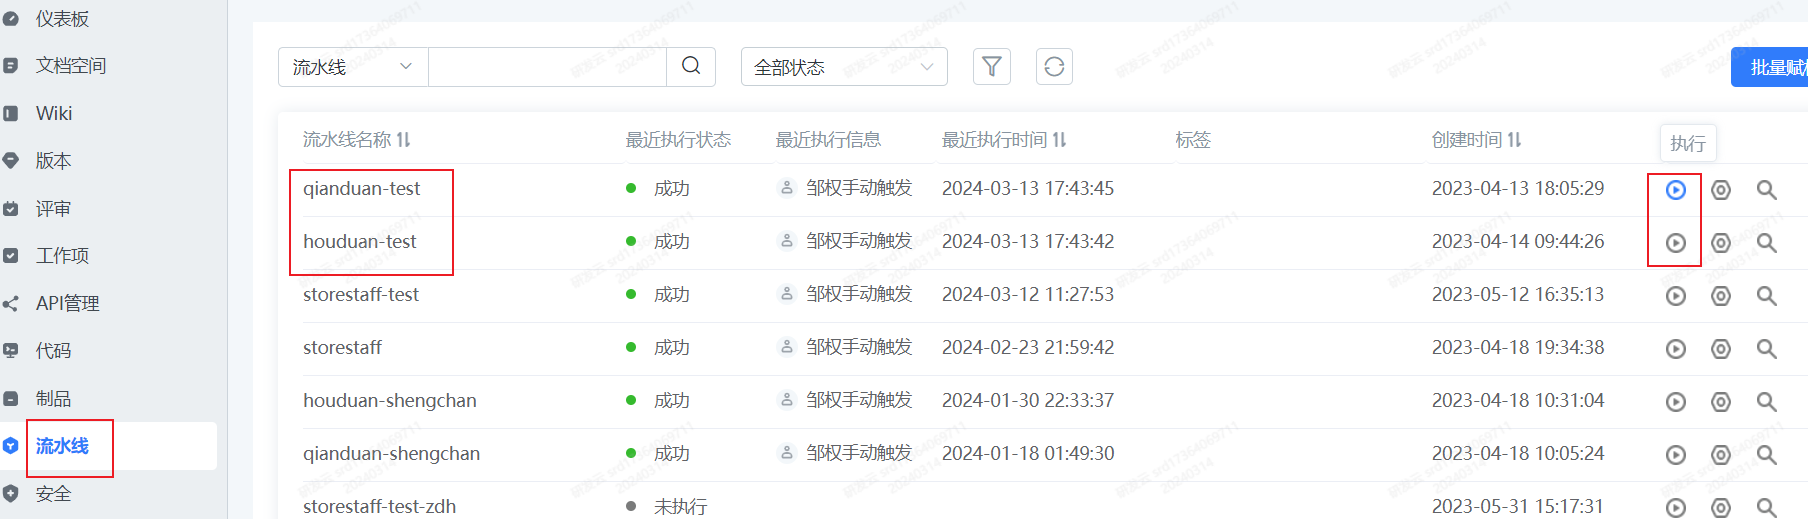 仪表板
文档空间
Wiki
版本
评审
工作项
API管理
代码
制品
流水线
安全
流水线 全部状态 批量赋
流水线名称 最近执行状态 最近执行信息 最近执行时间 标签 创建时间 执行
qianduan-test 成功 邹权手动触发 2024-03-13 17:43:45 2023-04-13 18:05:29
houduan-test 成功 邹权手动触发 2024-03-13 17:43:42 2023-04-14 09:44:26
storestaff-test 成功 邹权手动触发 2024-03-12 11:27:53 2023-05-12 16:35:13
storestaff 成功 邹权手动触发 2024-02-23 21:59:42 2023-04-18 19:34:38
houduan-shengchan 成功 邹权手动触发 2024-01-30 22:33:37 2023-04-18 10:31:04
qianduan-shengchan 成功 邹权手动触发 2024-01-18 01:49:30 2023-04-18 10:05:24
storestaff-test-zdh 未执行 2023-05-31 15:17:31
研发云 srd17364069711
20240314